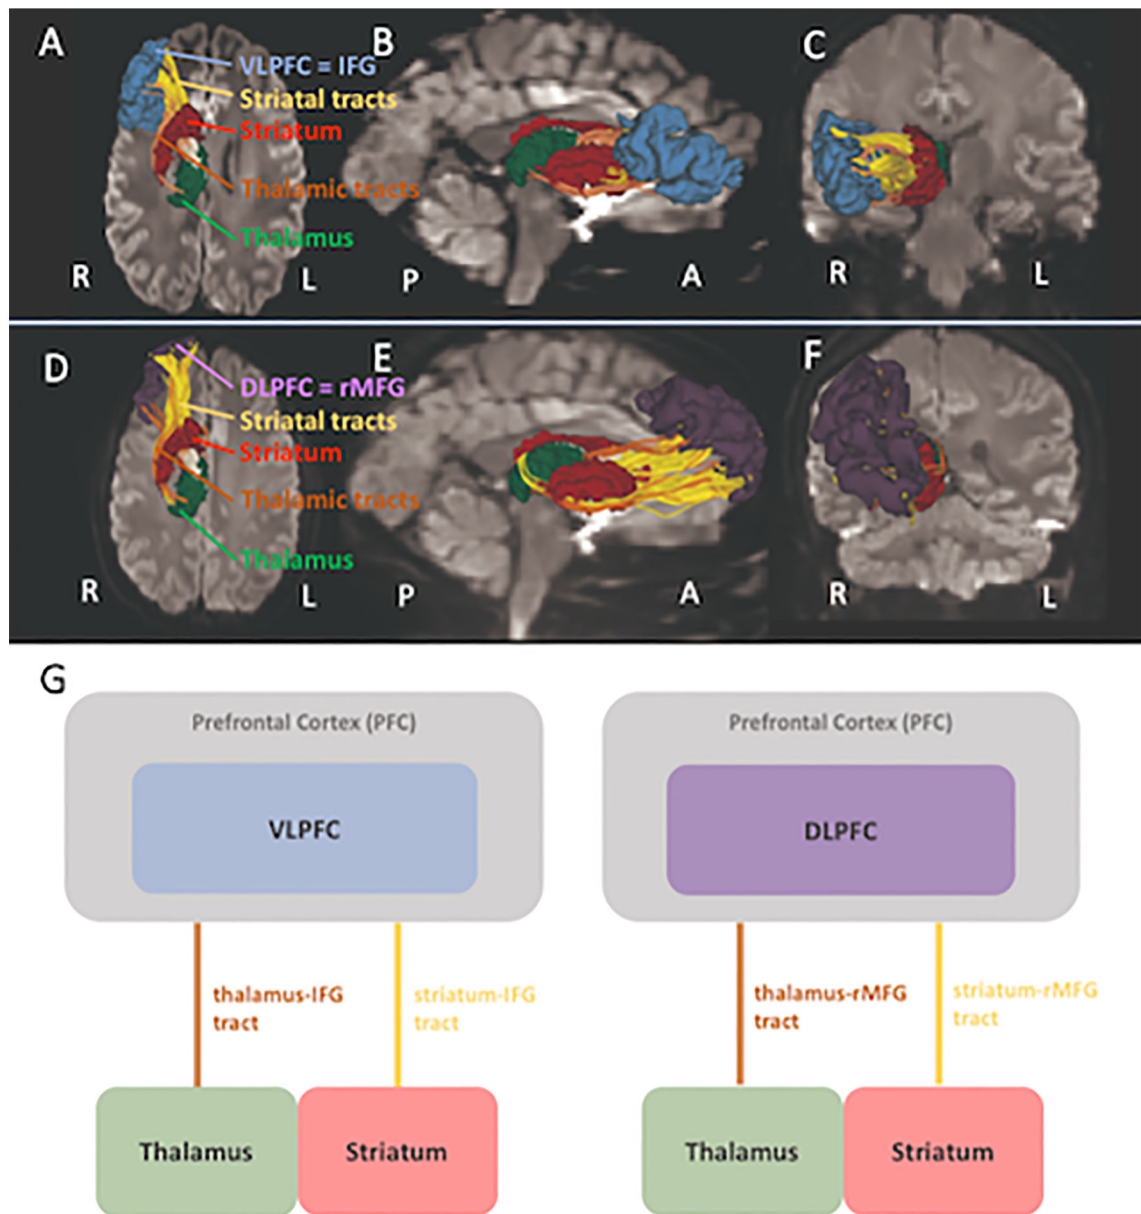 A
B
C
VLPFC = IFG
Striatal tracts
Striatum
Thalamic tracts
Thalamus
R
L
P
A
R
L
D
E
F
DLPFC = rMFG
Striatal tracts
Striatum
Thalamic tracts
Thalamus
R
L
P
A
R
L
G
Prefrontal Cortex (PFC)
VLPFC
thalamus-IFG
tract
striatum-IFG
tract
Thalamus
Striatum
Prefrontal Cortex (PFC)
DLPFC
thalamus-rMFG
tract
striatum-rMFG
tract
Thalamus
Striatum